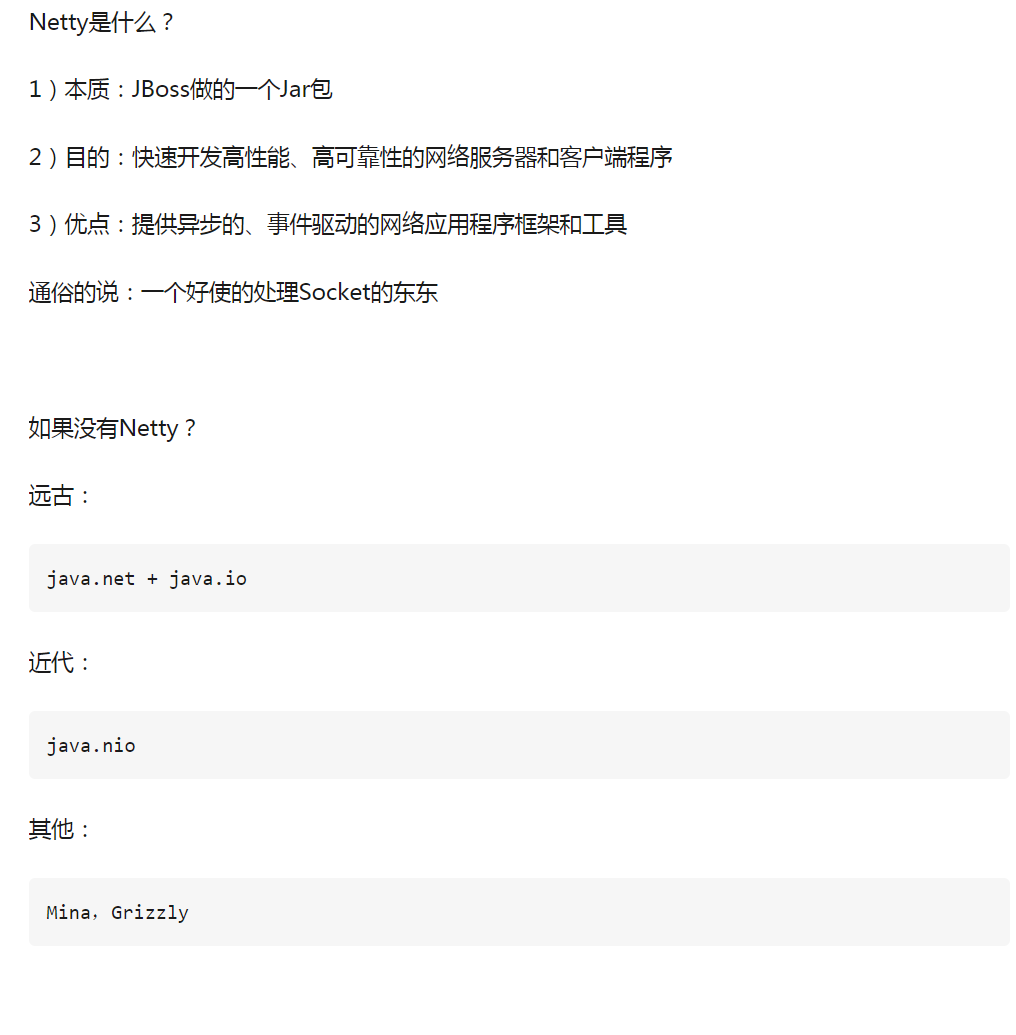 Netty是什么？
1）本质：JBoss做的一个Jar包
2）目的：快速开发高性能、高可靠性的网络服务器和客户端程序
3）优点：提供异步的、事件驱动的网络应用程序框架和工具
通俗的说：一个好使的处理Socket的东东
如果没有Netty？
远古：
java.net + java.io
近代：
java.nio
其他：
Mina，Grizzly